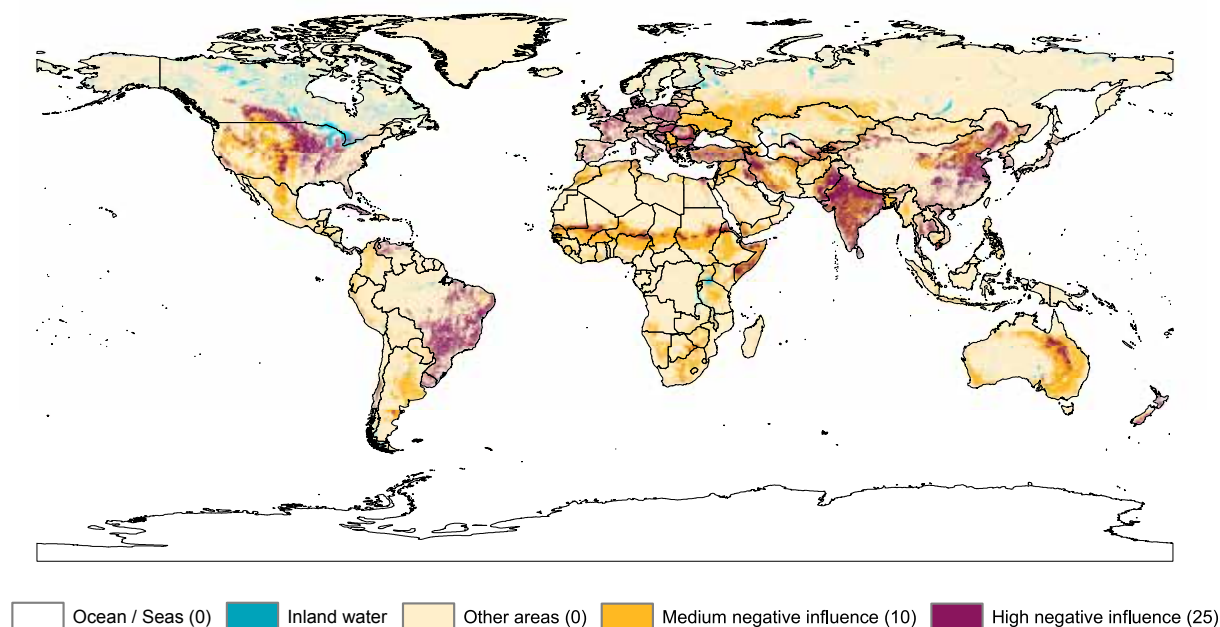 Ocean / Seas (0) Inland water Other areas (0) Medium negative influence (10) High negative influence (25)